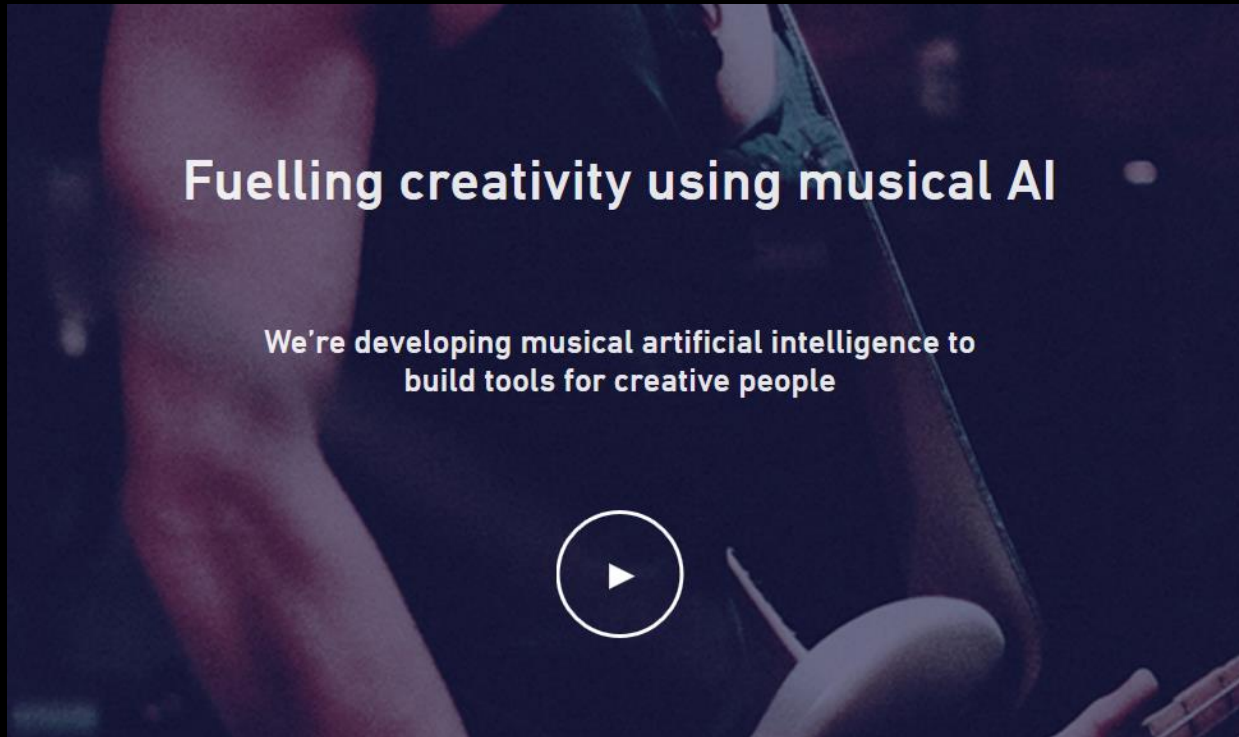 Fuelling creativity using musical AI
We’re developing musical artificial intelligence to
build tools for creative people